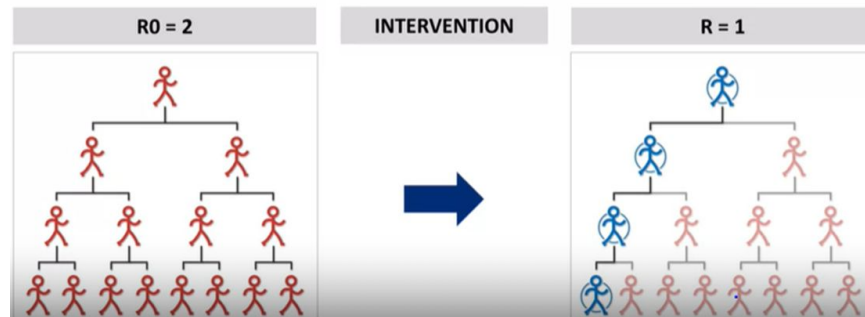 R0 = 2
INTERVENTION
R = 1